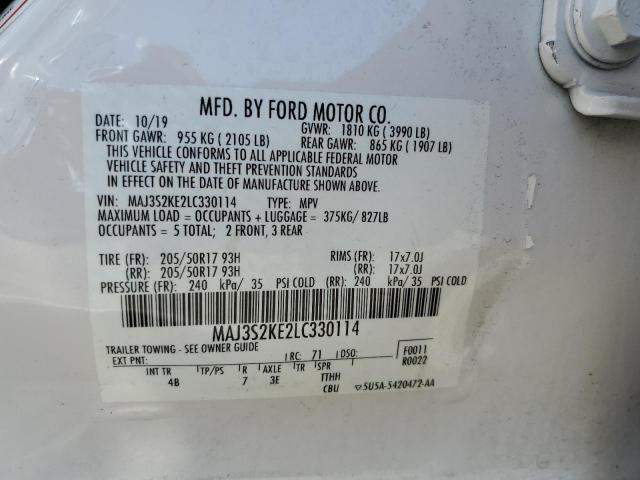 MFD. BY FORD MOTOR CO.
DATE: 10/19 GVWR: 1810 KG ( 3990 LB)
FRONT GAWR: 955 KG ( 2105 LB) REAR GAWR: 865 KG ( 1907 LB)
THIS VEHICLE CONFORMS TO ALL APPLICABLE FEDERAL MOTOR
VEHICLE SAFETY AND THEFT PREVENTION STANDARDS
IN EFFECT ON THE DATE OF MANUFACTURE SHOWN ABOVE.
VIN: MAJ3S2KE2LC330114 TYPE: MPV
MAXIMUM LOAD = OCCUPANTS + LUGGAGE = 375KG/ 827LB
OCCUPANTS = 5 TOTAL; 2 FRONT, 3 REAR
TIRE (FR): 205/50R17 93H RIMS (FR): 17x7.0J
(RR): 205/50R17 93H (RR): 17x7.0J
PRESSURE (FR): 240 kPa/ 35 PSI COLD (RR): 240 kPa/ 35 PSI COLD
MAJ3S2KE2LC330114
TRAILER TOWING - SEE OWNER GUIDE
EXT PNT: RC: 71 DSO: F0011
R0022
INT TR TP/PS R AXLE TR SPR
4B 7 3E TTHH
CBU 5U5A-5420472-AA